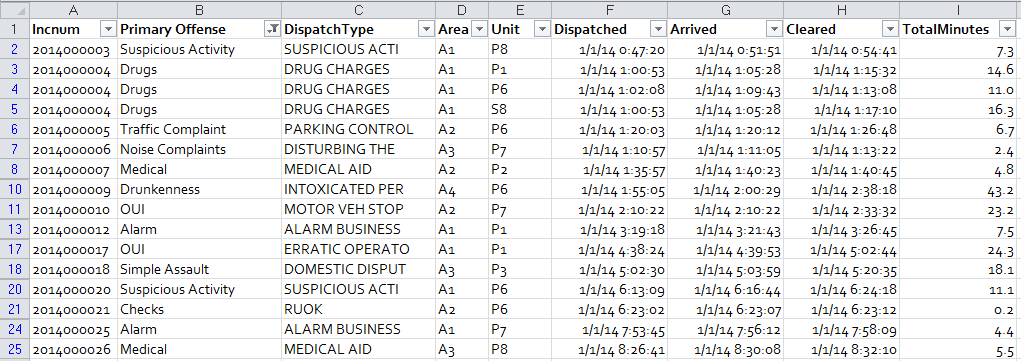 A B C D E F G H I
1 Incnum Primary Offense DispatchType Area Unit Dispatched Arrived Cleared TotalMinutes
2 2014000003 Suspicious Activity SUSPICIOUS ACTI A1 P8 1/1/14 0:47:20 1/1/14 0:51:51 1/1/14 0:54:41 7.3
3 2014000004 Drugs DRUG CHARGES A1 P1 1/1/14 1:00:53 1/1/14 1:05:28 1/1/14 1:15:32 14.6
4 2014000004 Drugs DRUG CHARGES A1 P6 1/1/14 1:02:08 1/1/14 1:09:43 1/1/14 1:13:08 11.0
5 2014000004 Drugs DRUG CHARGES A1 S8 1/1/14 1:00:53 1/1/14 1:05:28 1/1/14 1:17:10 16.3
6 2014000005 Traffic Complaint PARKING CONTROL A2 P6 1/1/14 1:20:03 1/1/14 1:20:12 1/1/14 1:26:48 6.7
7 2014000006 Noise Complaints DISTURBING THE A3 P7 1/1/14 1:10:57 1/1/14 1:11:05 1/1/14 1:13:22 2.4
8 2014000007 Medical MEDICAL AID A2 P2 1/1/14 1:35:57 1/1/14 1:40:23 1/1/14 1:40:45 4.8
10 2014000009 Drunkenness INTOXICATED PER A4 P6 1/1/14 1:55:05 1/1/14 2:00:29 1/1/14 2:38:18 43.2
11 2014000010 OUI MOTOR VEH STOP A2 P7 1/1/14 2:10:22 1/1/14 2:10:22 1/1/14 2:33:32 23.2
13 2014000012 Alarm ALARM BUSINESS A1 P1 1/1/14 3:19:18 1/1/14 3:21:43 1/1/14 3:26:45 7.5
17 2014000017 OUI ERRATIC OPERATO A1 P1 1/1/14 4:38:24 1/1/14 4:39:53 1/1/14 5:02:44 24.3
18 2014000018 Simple Assault DOMESTIC DISPUT A3 P3 1/1/14 5:02:30 1/1/14 5:03:59 1/1/14 5:20:35 18.1
20 2014000020 Suspicious Activity SUSPICIOUS ACTI A1 P8 1/1/14 6:13:09 1/1/14 6:16:44 1/1/14 6:24:18 11.1
21 2014000021 Checks RUOK A2 P6 1/1/14 6:23:02 1/1/14 6:23:07 1/1/14 6:23:12 0.2
24 2014000025 Alarm ALARM BUSINESS A1 P7 1/1/14 7:53:45 1/1/14 7:56:12 1/1/14 7:58:09 4.4
25 2014000026 Medical MEDICAL AID A3 P8 1/1/14 8:26:41 1/1/14 8:30:08 1/1/14 8:32:10 5.5